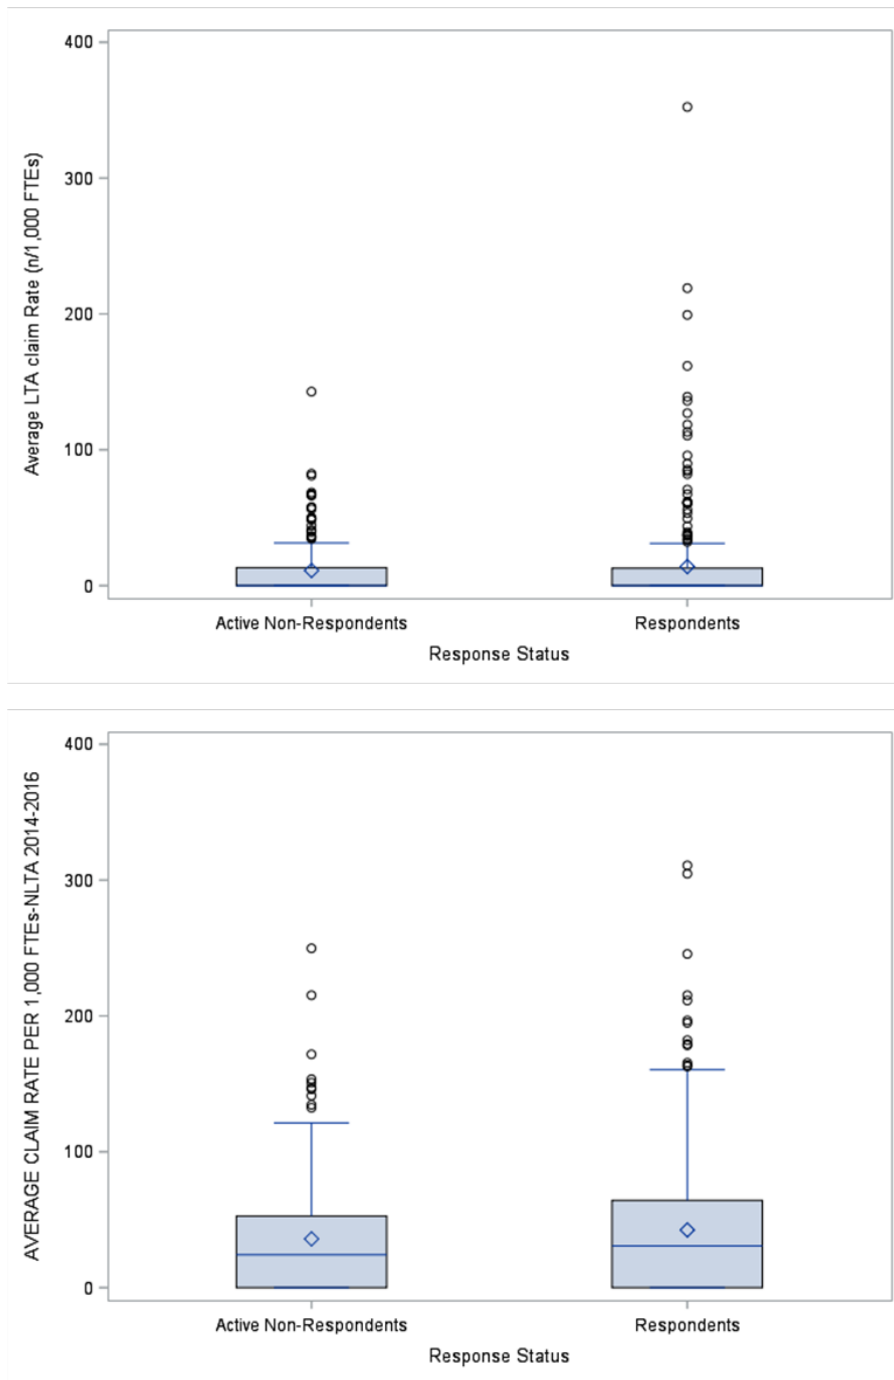 400
300
200
100
0
Average LTA claim Rate (n/1,000 FTEs)
Active Non-Respondents
Respondents
Response Status
400
300
200
100
0
AVERAGE CLAIM RATE PER 1,000 FTEs-NLTA 2014-2016
Active Non-Respondents
Respondents
Response Status